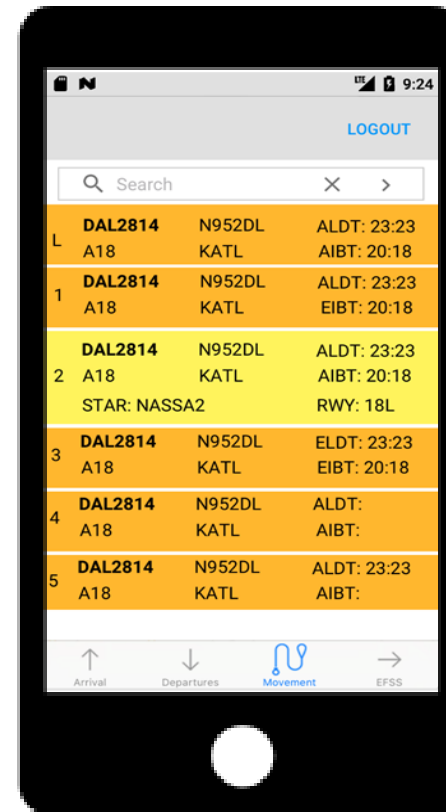 LTE 9:24
LOGOUT
Search
L DAL2814 N952DL ALDT: 23:23
A18 KATL AIBT: 20:18
1 DAL2814 N952DL ALDT: 23:23
A18 KATL EIBT: 20:18
DAL2814 N952DL ALDT: 23:23
2 A18 KATL AIBT: 20:18
STAR: NASSA2 RWY: 18L
3 DAL2814 N952DL ELDT: 23:23
A18 KATL EIBT: 20:18
4 DAL2814 N952DL ALDT:
A18 KATL AIBT:
5 DAL2814 N952DL ALDT: 23:23
A18 KATL AIBT:
Arrival Departures Movement EFSS